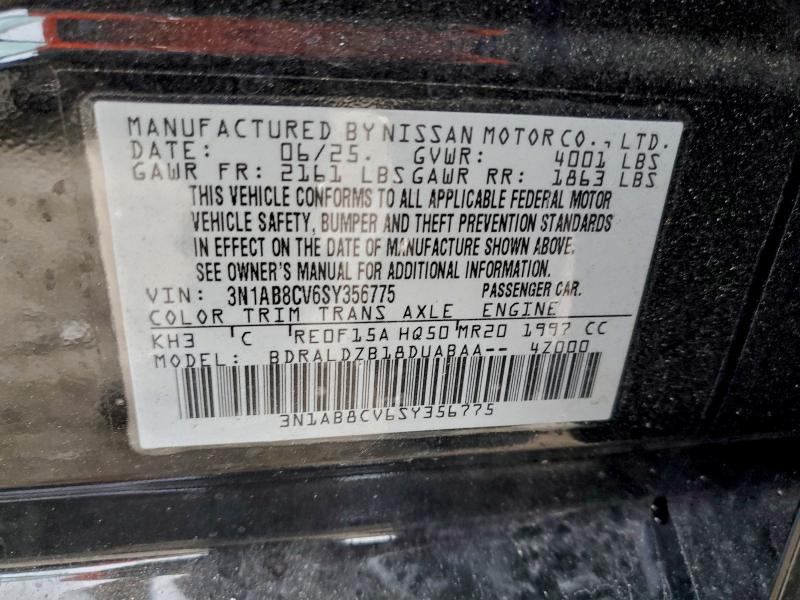 MANUFACTURED BY NISSAN MOTOR CO., LTD.
DATE: 06/25. GVWR: 4001 LBS
GAWR FR: 2161 LBS GAWR RR: 1863 LBS
THIS VEHICLE CONFORMS TO ALL APPLICABLE FEDERAL MOTOR
VEHICLE SAFETY, BUMPER AND THEFT PREVENTION STANDARDS
IN EFFECT ON THE DATE OF MANUFACTURE SHOWN ABOVE.
SEE OWNER'S MANUAL FOR ADDITIONAL INFORMATION.
VIN: 3N1AB8CV6SY356775 PASSENGER CAR.
COLOR TRIM TRANS AXLE ENGINE
KH3 C RE0F15A HQ50 MR20 1997 CC
MODEL: BDRALDZB18DUABAA-- 4Z000
3N1AB8CV6SY356775